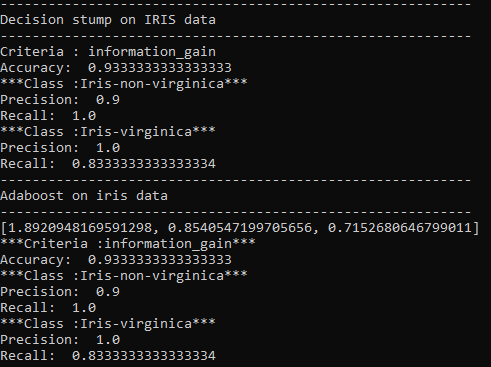 ------------------------------------------------------------
Decision stump on IRIS data
------------------------------------------------------------
Criteria : information_gain
Accuracy:  0.9333333333333333
***Class :Iris-non-virginica***
Precision:  0.9
Recall:  1.0
***Class :Iris-virginica***
Precision:  1.0
Recall:  0.8333333333333334
------------------------------------------------------------
Adaboost on iris data
------------------------------------------------------------
[1.8920948169591298, 0.8540547199705656, 0.7152680646799011]
***Criteria :information_gain***
Accuracy:  0.9333333333333333
***Class :Iris-non-virginica***
Precision:  0.9
Recall:  1.0
***Class :Iris-virginica***
Precision:  1.0
Recall:  0.8333333333333334